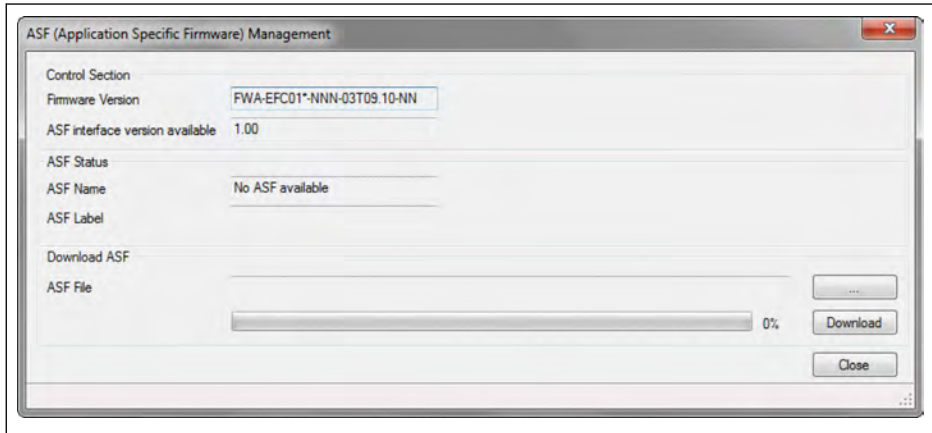 ASF (Application Specific Firmware) Management
Control Section
Firmware Version FWA-EFC01*-NNN-03T09.10-NN
ASF interface version available 1.00
ASF Status
ASF Name No ASF available
ASF Label
Download ASF
ASF File ...
0% Download
Close